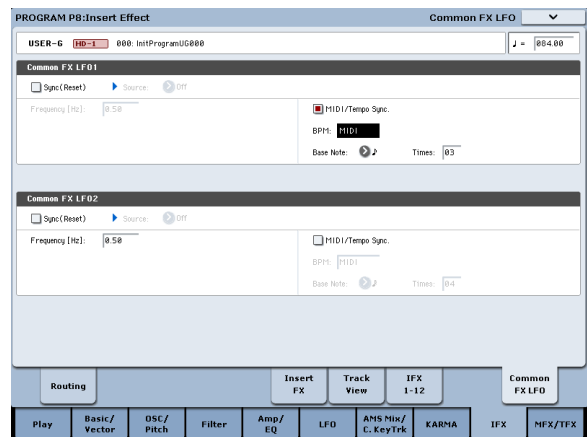 PROGRAM P8:Insert Effect Common FX LFO
USER-G HD-1 000: InitProgramUG000 ♩ = 084.00
Common FX LFO1
Sync(Reset) Source: Off
Frequency [Hz]: 0.50 MIDI/Tempo Sync.
BPM: MIDI
Base Note: ♪ Times: 03
Common FX LFO2
Sync(Reset) Source: Off
Frequency [Hz]: 0.50 MIDI/Tempo Sync.
BPM: MIDI
Base Note: ♪ Times: 04
Routing Insert FX Track View IFX 1-12 Common FX LFO
Play Basic/Vector OSC/Pitch Filter Amp/EQ LFO AMS Mix/C. KeyTrk KARMA IFX MFX/TFX